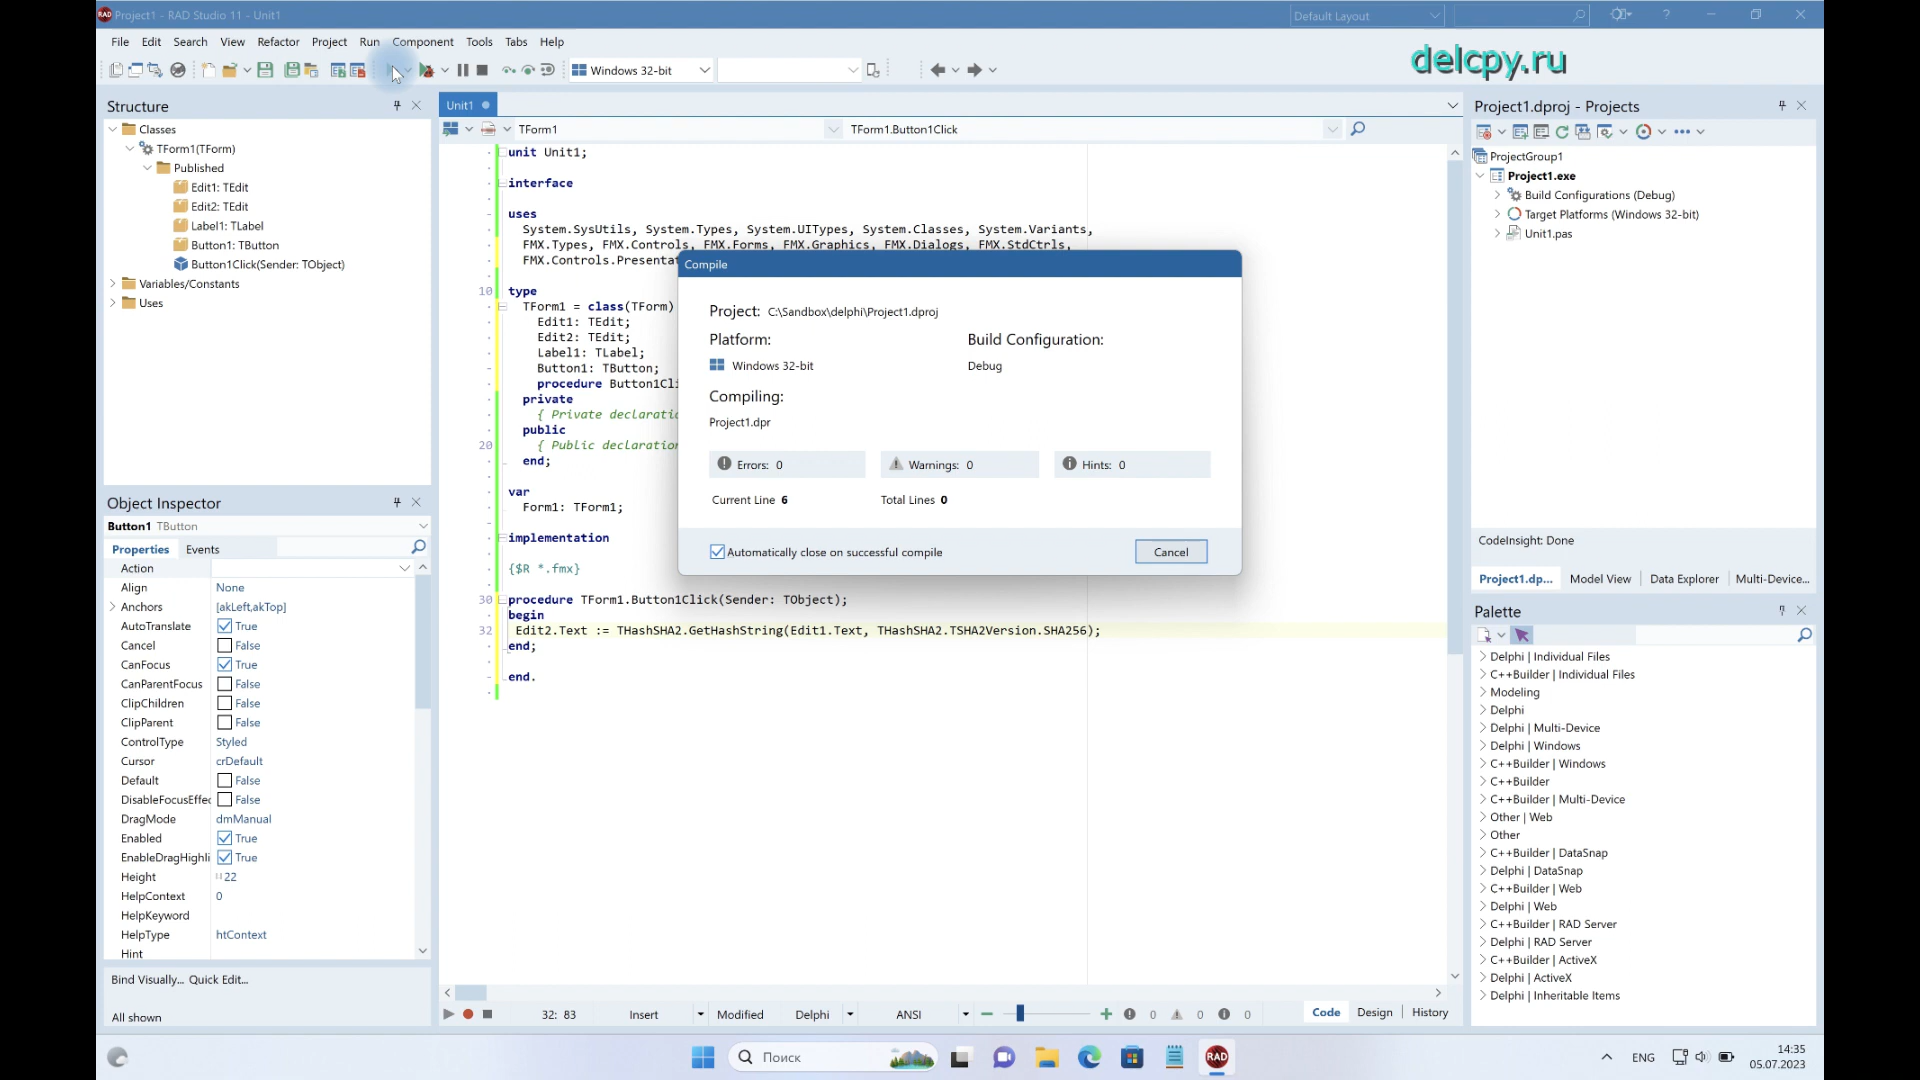 Project1 - RAD Studio 11 - Unit1
Default Layout
File Edit Search View Refactor Project Run Component Tools Tabs Help
Windows 32-bit
delcpy.ru
Structure
Classes
TForm1(TForm)
Published
Edit1: TEdit
Edit2: TEdit
Label1: TLabel
Button1: TButton
Button1Click(Sender: TObject)
Variables/Constants
Uses
Object Inspector
Button1 TButton
Properties Events
Action
Align None
Anchors [akLeft,akTop]
AutoTranslate True
Cancel False
CanFocus True
CanParentFocus False
ClipChildren False
ClipParent False
ControlType Styled
Cursor crDefault
Default False
DisableFocusEffec False
DragMode dmManual
Enabled True
EnableDragHighli True
Height 22
HelpContext 0
HelpKeyword
HelpType htContext
Hint
Bind Visually... Quick Edit...
All shown
Unit1
TForm1 TForm1.Button1Click
unit Unit1;
interface
uses
System.SysUtils, System.Types, System.UITypes, System.Classes, System.Variants,
FMX.Types, FMX.Controls, FMX.Forms, FMX.Graphics, FMX.Dialogs, FMX.StdCtrls,
FMX.Controls.Presentat
10 type
TForm1 = class(TForm)
Edit1: TEdit;
Edit2: TEdit;
Label1: TLabel;
Button1: TButton;
procedure Button1Cli
private
{ Private declaratio
public
20 { Public declaration
end;
var
Form1: TForm1;
implementation
{$R *.fmx}
30 procedure TForm1.Button1Click(Sender: TObject);
begin
32 Edit2.Text := THashSHA2.GetHashString(Edit1.Text, THashSHA2.TSHA2Version.SHA256);
end;
end.
Compile
Project: C:\Sandbox\delphi\Project1.dproj
Platform: Build Configuration:
Windows 32-bit Debug
Compiling:
Project1.dpr
Errors: 0 Warnings: 0 Hints: 0
Current Line 6 Total Lines 0
Automatically close on successful compile Cancel
32: 83 Insert Modified Delphi ANSI 0 0 0 Code Design History
Project1.dproj - Projects
ProjectGroup1
Project1.exe
Build Configurations (Debug)
Target Platforms (Windows 32-bit)
Unit1.pas
CodeInsight: Done
Project1.dp... Model View Data Explorer Multi-Device...
Palette
Delphi | Individual Files
C++Builder | Individual Files
Modeling
Delphi
Delphi | Multi-Device
Delphi | Windows
C++Builder | Windows
C++Builder
C++Builder | Multi-Device
Other | Web
Other
C++Builder | DataSnap
Delphi | DataSnap
C++Builder | Web
Delphi | Web
C++Builder | RAD Server
Delphi | RAD Server
C++Builder | ActiveX
Delphi | ActiveX
Delphi | Inheritable Items
Поиск
RAD
ENG
14:35
05.07.2023